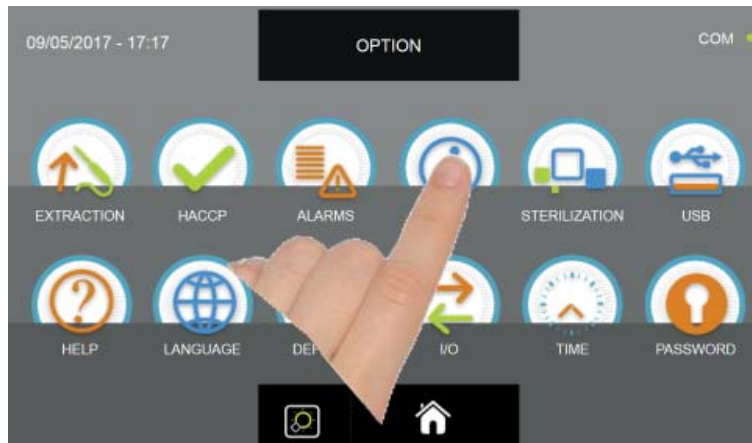 09/05/2017 - 17:17
OPTION
COM
EXTRACTION
HACCP
ALARMS
STERILIZATION
USB
HELP
LANGUAGE
I/O
TIME
PASSWORD